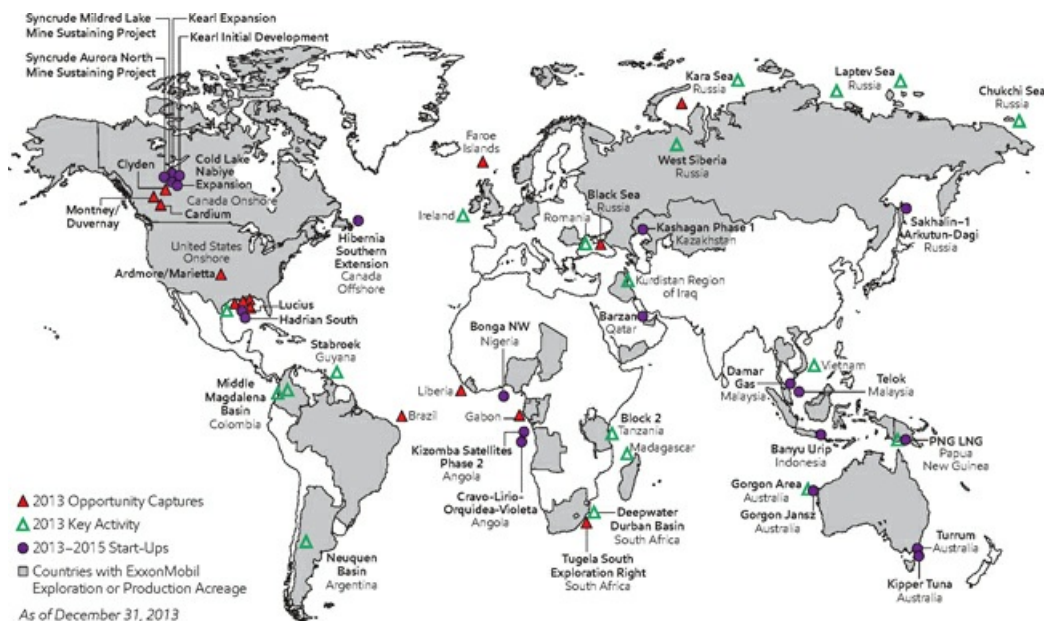 Syncrude Mildred Lake
Mine Sustaining Project
Kearl Expansion
Kearl Initial Development
Syncrude Aurora North
Mine Sustaining Project
Clyden
Cold Lake
Nabiye
Expansion
Canada Onshore
Montney/
Duvernay
Cardium
United States
Onshore
Ardmore/Marietta
Hibernia
Southern
Extension
Canada
Offshore
Lucius
Hadrian South
Stabroek
Guyana
Middle
Magdalena
Basin
Colombia
Brazil
Neuquen
Basin
Argentina
Faroe
Islands
Ireland
Romania
Black Sea
Russia
Kara Sea
Russia
Laptev Sea
Russia
Chukchi Sea
Russia
West Siberia
Russia
Kashagan Phase 1
Kazakhstan
Sakhalin-1
Arkutun-Dagi
Russia
Kurdistan Region
of Iraq
Barzan
Qatar
Bonga NW
Nigeria
Liberia
Gabon
Kizomba Satellites
Phase 2
Angola
Cravo-Lirio-
Orquidea-Violeta
Angola
Block 2
Tanzania
Madagascar
Deepwater
Durban Basin
South Africa
Tugela South
Exploration Right
South Africa
Vietnam
Damar
Gas
Malaysia
Telok
Malaysia
Banyu Urip
Indonesia
PNG LNG
Papua
New Guinea
Gorgon Area
Australia
Gorgon Jansz
Australia
Turrum
Australia
Kipper Tuna
Australia
2013 Opportunity Captures
2013 Key Activity
2013–2015 Start-Ups
Countries with ExxonMobil
Exploration or Production Acreage
As of December 31, 2013